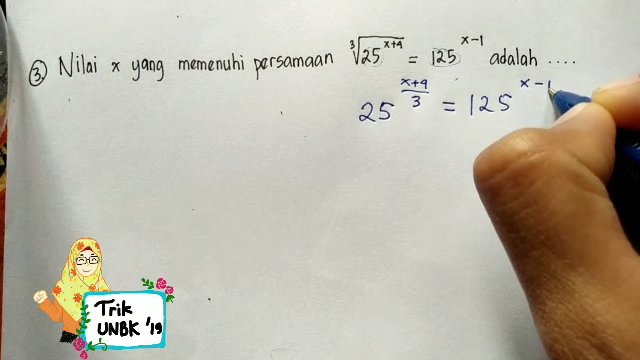 ③ Nilai x yang memenuhi persamaan ∛25^(x+4) = 125^(x-1) adalah ....
25^((x+4)/3) = 125^(x-1)
Trik
UNBK '19